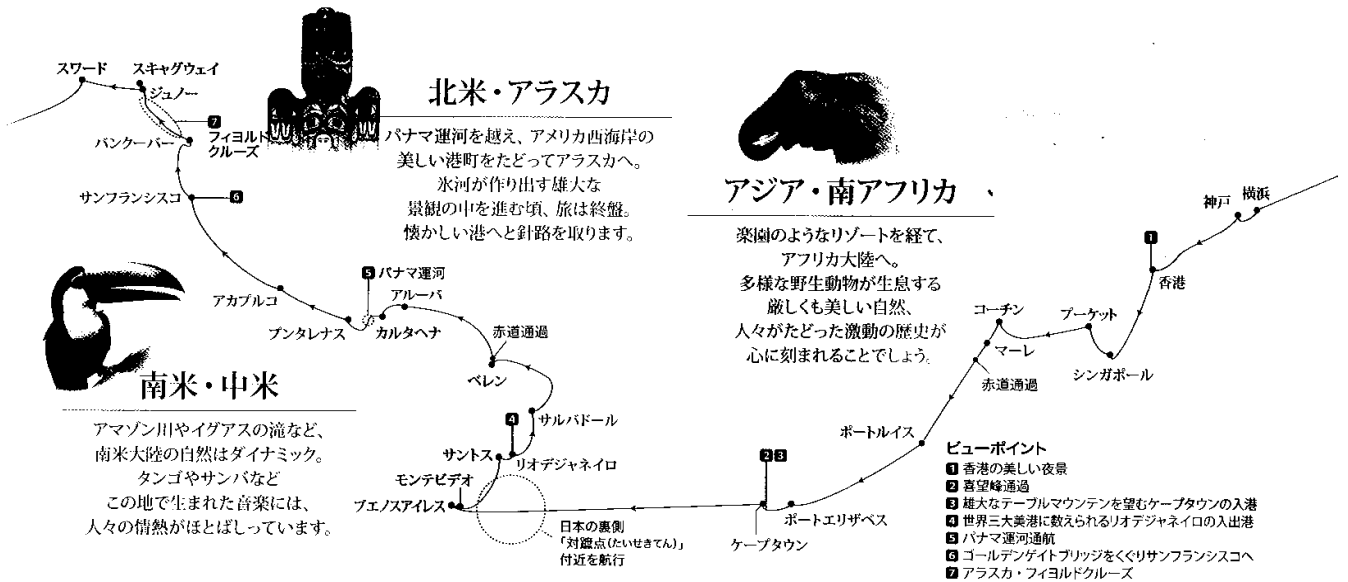 スワード
スキャグウェイ
ジュノー
7 フィヨルド
クルーズ
バンクーバー
サンフランシスコ
6
北米・アラスカ
パナマ運河を越え、アメリカ西海岸の
美しい港町をたどってアラスカへ。
氷河が作り出す雄大な
景観の中を進む頃、旅は終盤。
懐かしい港へと針路を取ります。
アジア・南アフリカ
楽園のようなリゾートを経て、
アフリカ大陸へ。
多様な野生動物が生息する
厳しくも美しい自然、
人々がたどった激動の歴史が
心に刻まれることでしょう。
神戸
横浜
1
香港
プーケット
シンガポール
コーチン
マーレ
赤道通過
ポートルイス
2 3
ポートエリザベス
ケープタウン
アカプルコ
プンタレナス
5 パナマ運河
アルーバ
カルタヘナ
赤道通過
ベレン
サルバドール
4
サントス
リオデジャネイロ
モンテビデオ
ブエノスアイレス
日本の裏側
「対蹠点(たいせきてん)」
付近を航行
南米・中米
アマゾン川やイグアスの滝など、
南米大陸の自然はダイナミック。
タンゴやサンバなど
この地で生まれた音楽には、
人々の情熱がほとばしっています。
ビューポイント
1 香港の美しい夜景
2 喜望峰通過
3 雄大なテーブルマウンテンを望むケープタウンの入港
4 世界三大美港に数えられるリオデジャネイロの入出港
5 パナマ運河通航
6 ゴールデンゲイトブリッジをくぐりサンフランシスコへ
7 アラスカ・フィヨルドクルーズ